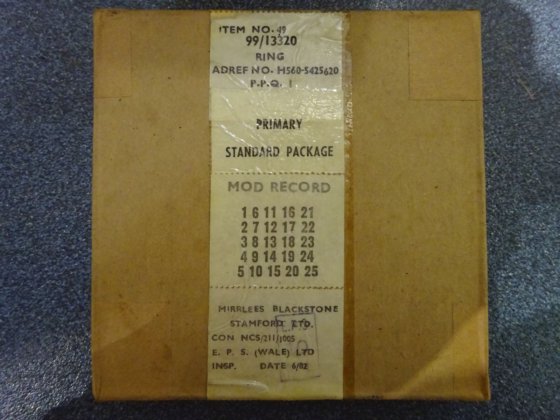 ITEM NO. 49
99/13320
RING
ADREF NO. H560-5425620
P.P.Q. 1
PRIMARY
STANDARD PACKAGE
MOD RECORD
1 6 11 16 21
2 7 12 17 22
3 8 13 18 23
4 9 14 19 24
5 10 15 20 25
MIRRLEES BLACKSTONE
STAMFORD LTD.
CON NCS/211/1005
E. P. S. (WALE) LTD
INSP. DATE 6/82